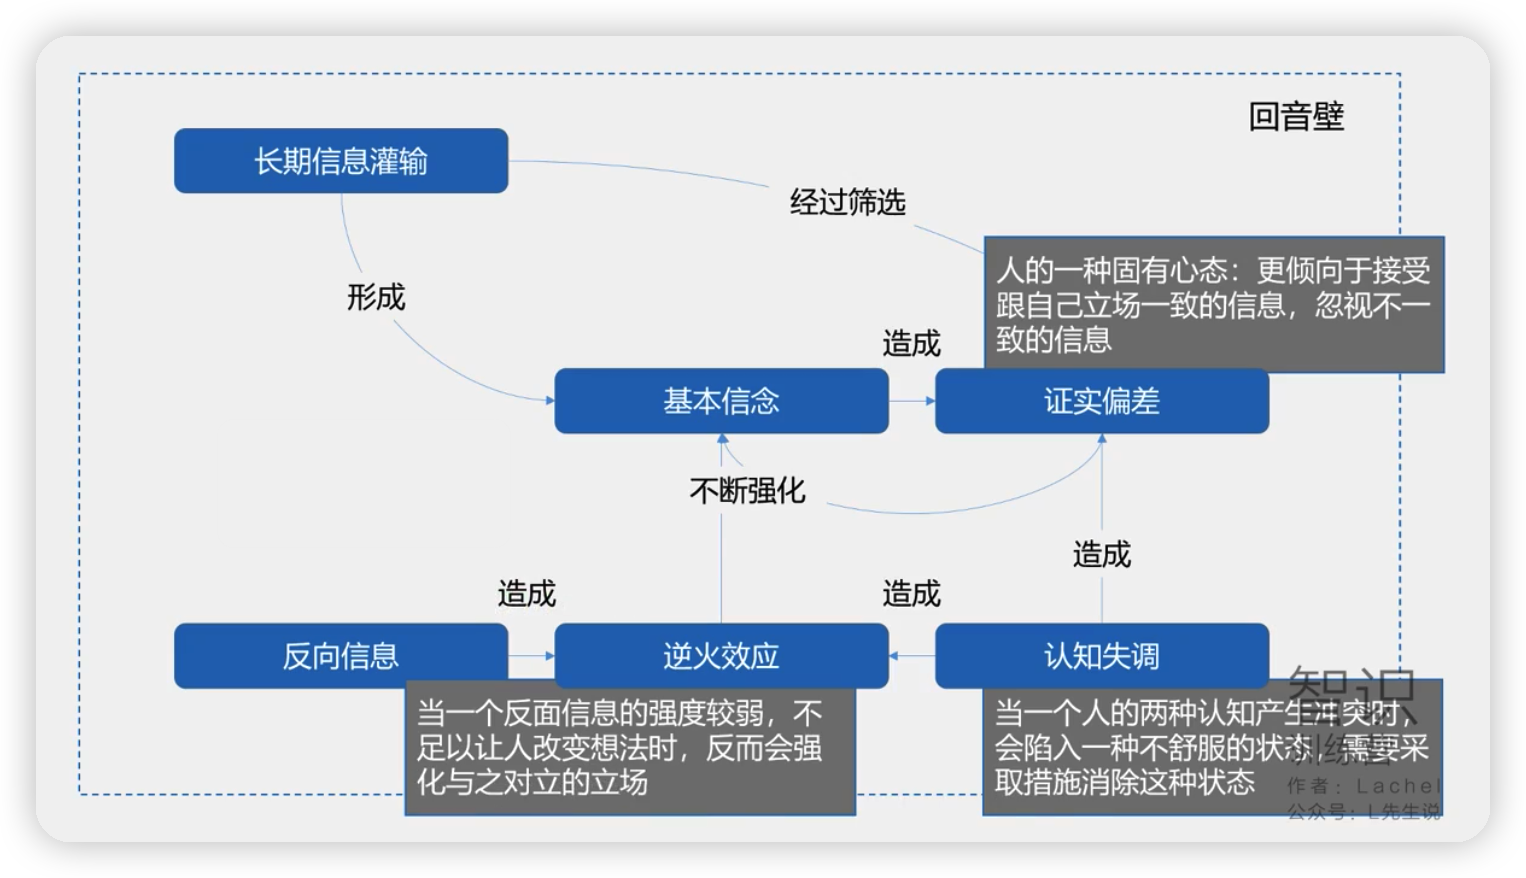 回音壁
长期信息灌输
经过筛选
人的一种固有心态：更倾向于接受
跟自己立场一致的信息，忽视不一
致的信息
形成
造成
基本信念
证实偏差
不断强化
造成
造成
造成
反向信息
逆火效应
认知失调
当一个反面信息的强度较弱，不
足以让人改变想法时，反而会强
化与之对立的立场
当一个人的两种认知产生冲突时，
会陷入一种不舒服的状态，需要采
取措施消除这种状态
智识
训练营
作者：Lachel
公众号：L先生说